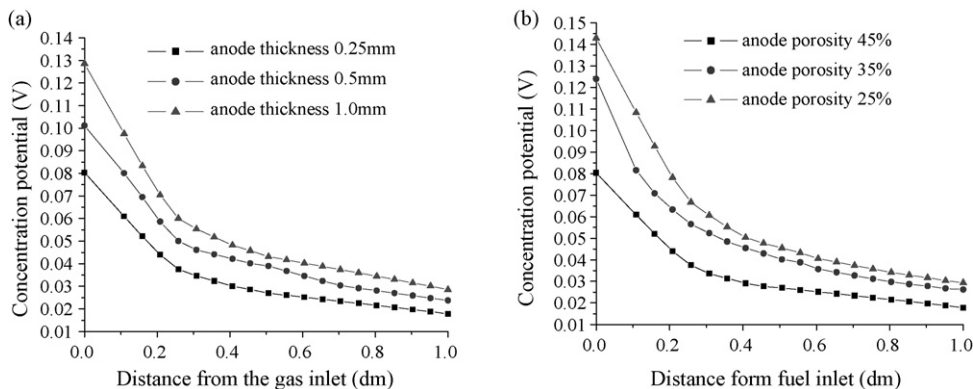 (a)
anode thickness 0.25mm
anode thickness 0.5mm
anode thickness 1.0mm
Concentration potential (V)
0.14
0.13
0.12
0.11
0.10
0.09
0.08
0.07
0.06
0.05
0.04
0.03
0.02
0.01
0.0 0.2 0.4 0.6 0.8 1.0
Distance from the gas inlet (dm)
(b)
anode porosity 45%
anode porosity 35%
anode porosity 25%
Concentration potential (V)
0.15
0.14
0.13
0.12
0.11
0.10
0.09
0.08
0.07
0.06
0.05
0.04
0.03
0.02
0.01
0.0 0.2 0.4 0.6 0.8 1.0
Distance form fuel inlet (dm)